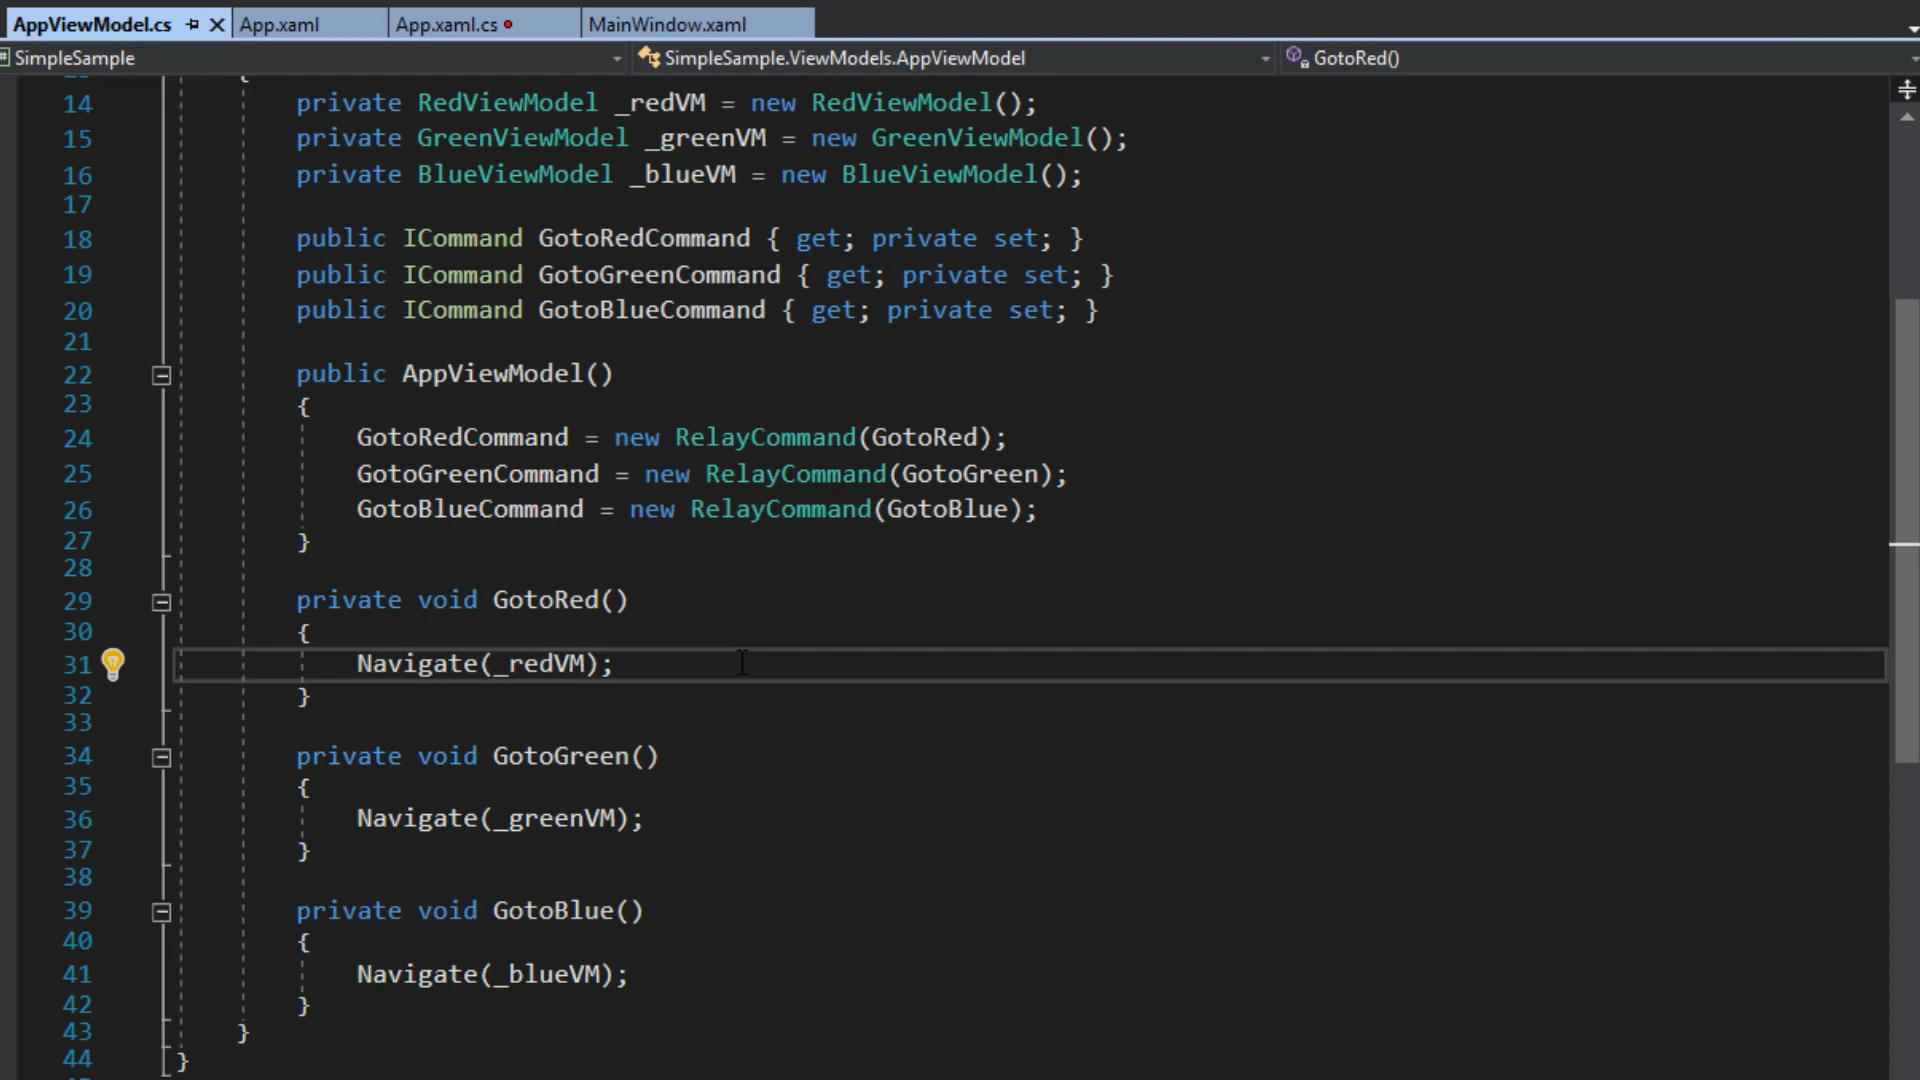 AppViewModel.cs App.xaml App.xaml.cs MainWindow.xaml
SimpleSample SimpleSample.ViewModels.AppViewModel GotoRed()
{
14 private RedViewModel _redVM = new RedViewModel();
15 private GreenViewModel _greenVM = new GreenViewModel();
16 private BlueViewModel _blueVM = new BlueViewModel();
17
18 public ICommand GotoRedCommand { get; private set; }
19 public ICommand GotoGreenCommand { get; private set; }
20 public ICommand GotoBlueCommand { get; private set; }
21
22 public AppViewModel()
23 {
24 GotoRedCommand = new RelayCommand(GotoRed);
25 GotoGreenCommand = new RelayCommand(GotoGreen);
26 GotoBlueCommand = new RelayCommand(GotoBlue);
27 }
28
29 private void GotoRed()
30 {
31 Navigate(_redVM);
32 }
33
34 private void GotoGreen()
35 {
36 Navigate(_greenVM);
37 }
38
39 private void GotoBlue()
40 {
41 Navigate(_blueVM);
42 }
43 }
44 }